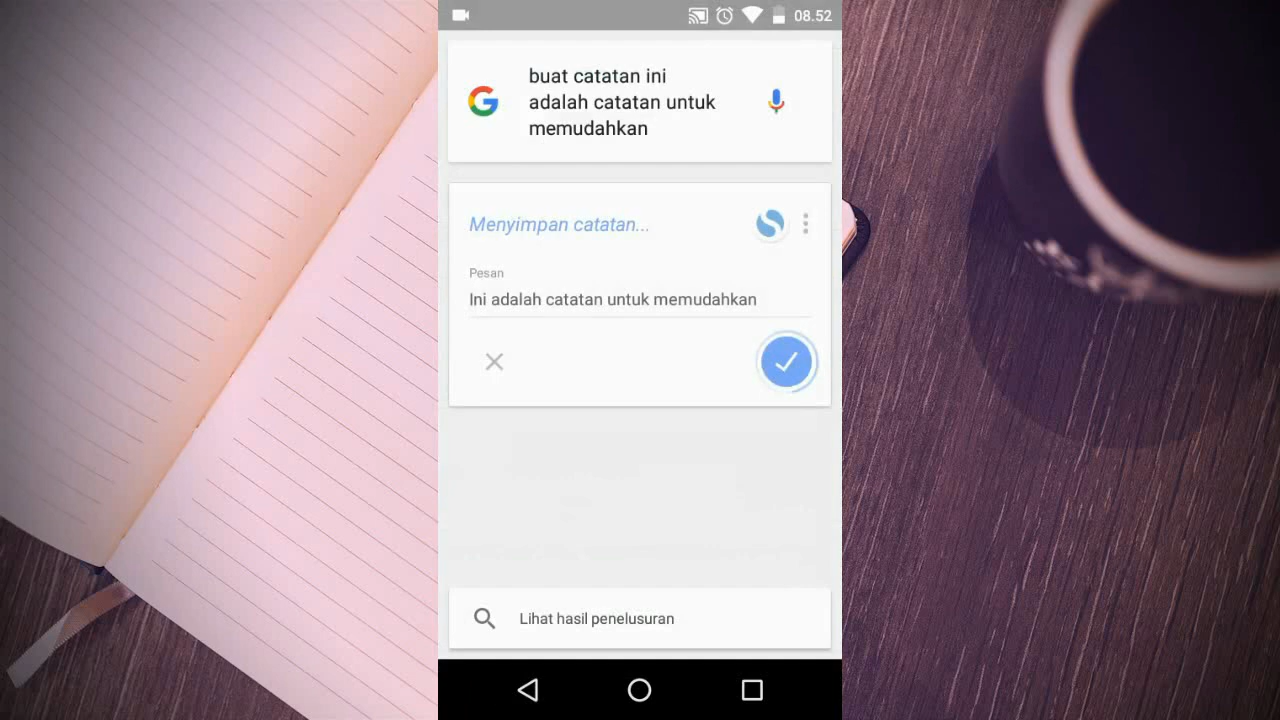 08.52
buat catatan ini
adalah catatan untuk
memudahkan
Menyimpan catatan...
Pesan
Ini adalah catatan untuk memudahkan
Lihat hasil penelusuran